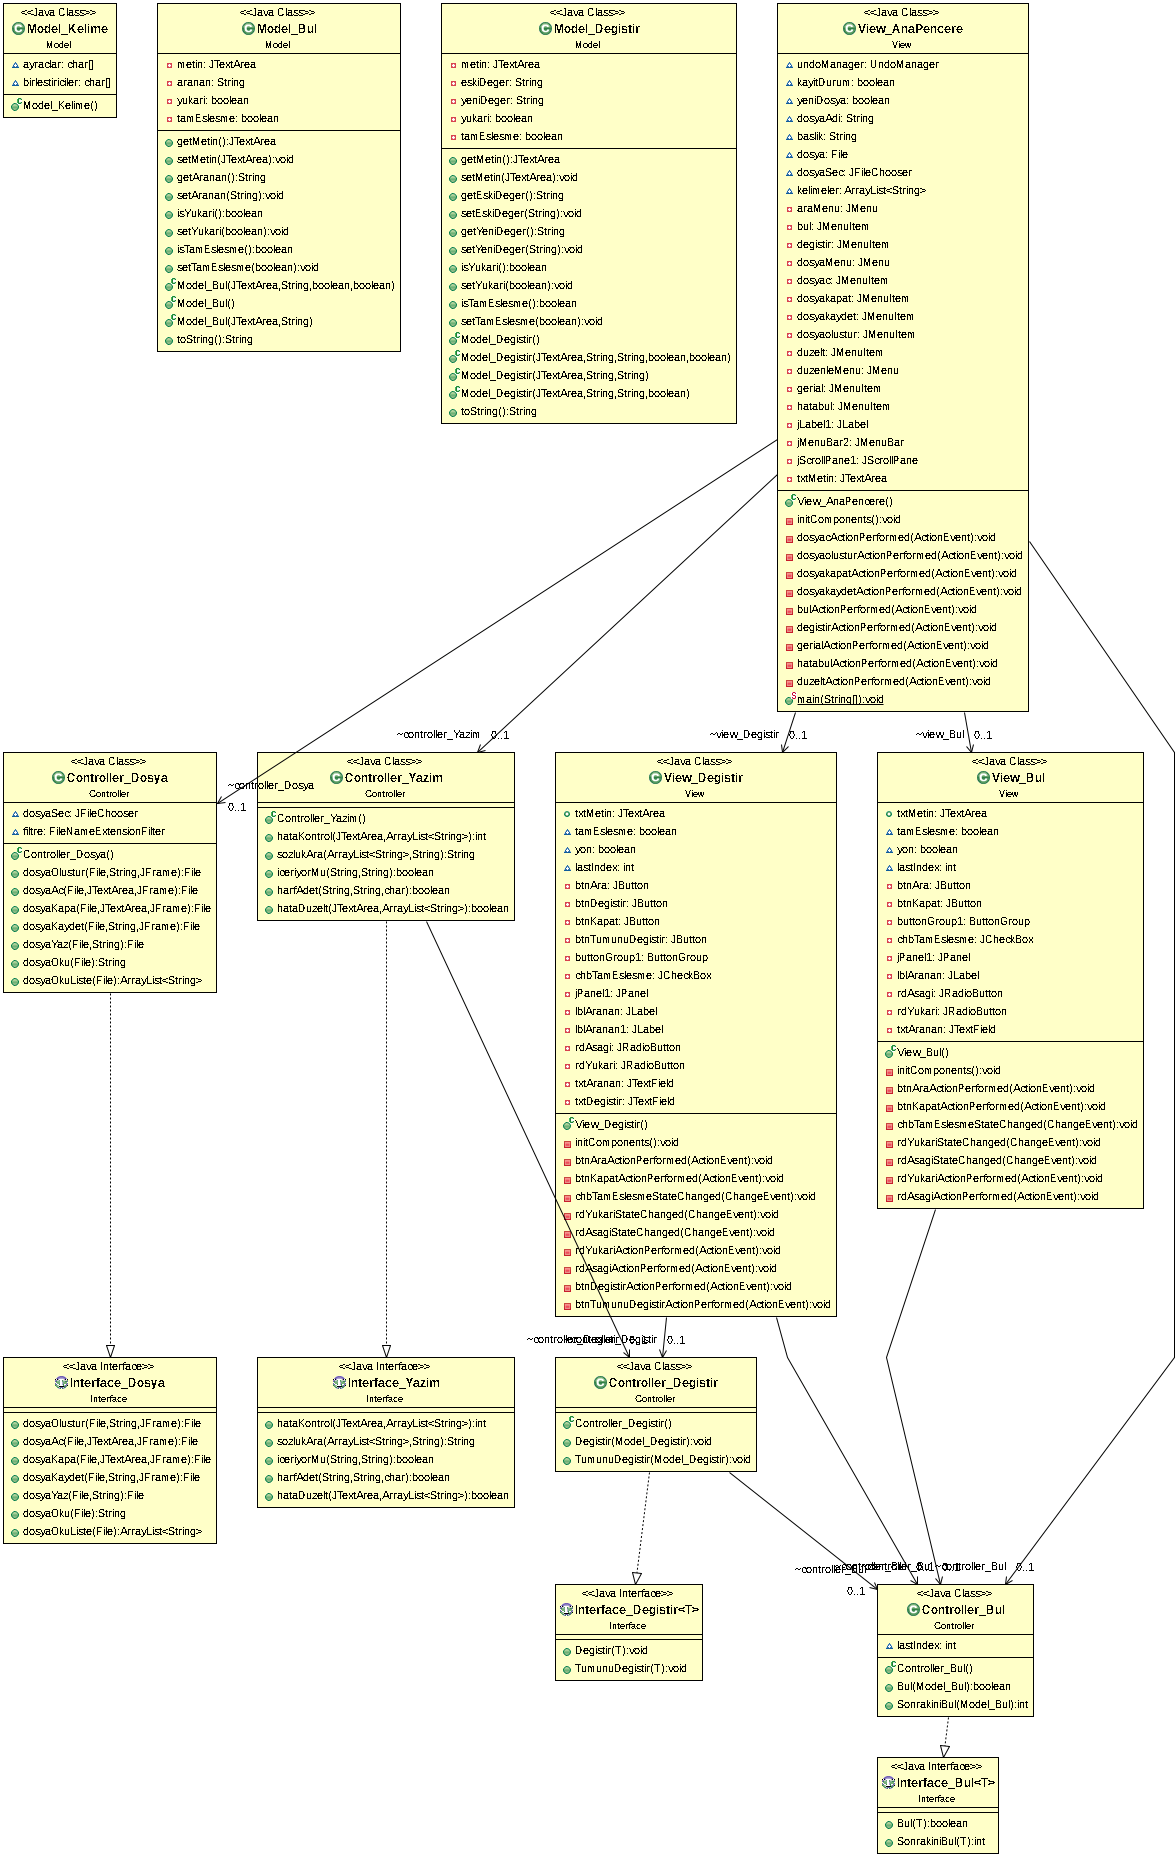 <<Java Class>>
Model_Kelime
Model
ayraclar: char[]
birlestiriciler: char[]
Model_Kelime()
<<Java Class>>
Model_Bul
Model
metin: JTextArea
aranan: String
yukari: boolean
tamEslesme: boolean
getMetin():JTextArea
setMetin(JTextArea):void
getAranan():String
setAranan(String):void
isYukari():boolean
setYukari(boolean):void
isTamEslesme():boolean
setTamEslesme(boolean):void
Model_Bul(JTextArea,String,boolean,boolean)
Model_Bul()
Model_Bul(JTextArea,String)
toString():String
<<Java Class>>
Model_Degistir
Model
metin: JTextArea
eskiDeger: String
yeniDeger: String
yukari: boolean
tamEslesme: boolean
getMetin():JTextArea
setMetin(JTextArea):void
getEskiDeger():String
setEskiDeger(String):void
getYeniDeger():String
setYeniDeger(String):void
isYukari():boolean
setYukari(boolean):void
isTamEslesme():boolean
setTamEslesme(boolean):void
Model_Degistir()
Model_Degistir(JTextArea,String,String,boolean,boolean)
Model_Degistir(JTextArea,String,String)
Model_Degistir(JTextArea,String,String,boolean)
toString():String
<<Java Class>>
View_AnaPencere
View
undoManager: UndoManager
kayitDurum: boolean
yeniDosya: boolean
dosyaAdi: String
baslik: String
dosya: File
dosyaSec: JFileChooser
kelimeler: ArrayList<String>
araMenu: JMenu
bul: JMenuItem
degistir: JMenuItem
dosyaMenu: JMenu
dosyac: JMenuItem
dosyakapat: JMenuItem
dosyakaydet: JMenuItem
dosyaolustur: JMenuItem
duzelt: JMenuItem
duzenleMenu: JMenu
gerial: JMenuItem
hatabul: JMenuItem
jLabel1: JLabel
jMenuBar2: JMenuBar
jScrollPane1: JScrollPane
txtMetin: JTextArea
View_AnaPencere()
initComponents():void
dosyacActionPerformed(ActionEvent):void
dosyaolusturActionPerformed(ActionEvent):void
dosyakapatActionPerformed(ActionEvent):void
dosyakaydetActionPerformed(ActionEvent):void
bulActionPerformed(ActionEvent):void
degistirActionPerformed(ActionEvent):void
gerialActionPerformed(ActionEvent):void
hatabulActionPerformed(ActionEvent):void
duzeltActionPerformed(ActionEvent):void
main(String[]):void
~controller_Yazim 0..1
~view_Degistir 0..1
~view_Bul 0..1
~controller_Dosya
0..1
<<Java Class>>
Controller_Dosya
Controller
dosyaSec: JFileChooser
filtre: FileNameExtensionFilter
Controller_Dosya()
dosyaOlustur(File,String,JFrame):File
dosyaAc(File,JTextArea,JFrame):File
dosyaKapa(File,JTextArea,JFrame):File
dosyaKaydet(File,String,JFrame):File
dosyaYaz(File,String):File
dosyaOku(File):String
dosyaOkuListe(File):ArrayList<String>
<<Java Class>>
Controller_Yazim
Controller
Controller_Yazim()
hataKontrol(JTextArea,ArrayList<String>):int
sozlukAra(ArrayList<String>,String):String
iceriyorMu(String,String):boolean
harfAdet(String,String,char):boolean
hataDuzelt(JTextArea,ArrayList<String>):boolean
<<Java Class>>
View_Degistir
View
txtMetin: JTextArea
tamEslesme: boolean
yon: boolean
lastIndex: int
btnAra: JButton
btnDegistir: JButton
btnKapat: JButton
btnTumunuDegistir: JButton
buttonGroup1: ButtonGroup
chbTamEslesme: JCheckBox
jPanel1: JPanel
lblAranan: JLabel
lblAranan1: JLabel
rdAsagi: JRadioButton
rdYukari: JRadioButton
txtAranan: JTextField
txtDegistir: JTextField
View_Degistir()
initComponents():void
btnAraActionPerformed(ActionEvent):void
btnKapatActionPerformed(ActionEvent):void
chbTamEslesmeStateChanged(ChangeEvent):void
rdYukariStateChanged(ChangeEvent):void
rdAsagiStateChanged(ChangeEvent):void
rdYukariActionPerformed(ActionEvent):void
rdAsagiActionPerformed(ActionEvent):void
btnDegistirActionPerformed(ActionEvent):void
btnTumunuDegistirActionPerformed(ActionEvent):void
<<Java Class>>
View_Bul
View
txtMetin: JTextArea
tamEslesme: boolean
yon: boolean
lastIndex: int
btnAra: JButton
btnKapat: JButton
buttonGroup1: ButtonGroup
chbTamEslesme: JCheckBox
jPanel1: JPanel
lblAranan: JLabel
rdAsagi: JRadioButton
rdYukari: JRadioButton
txtAranan: JTextField
View_Bul()
initComponents():void
btnAraActionPerformed(ActionEvent):void
btnKapatActionPerformed(ActionEvent):void
chbTamEslesmeStateChanged(ChangeEvent):void
rdYukariStateChanged(ChangeEvent):void
rdAsagiStateChanged(ChangeEvent):void
rdYukariActionPerformed(ActionEvent):void
rdAsagiActionPerformed(ActionEvent):void
0..1
<<Java Interface>>
Interface_Dosya
Interface
dosyaOlustur(File,String,JFrame):File
dosyaAc(File,JTextArea,JFrame):File
dosyaKapa(File,JTextArea,JFrame):File
dosyaKaydet(File,String,JFrame):File
dosyaYaz(File,String):File
dosyaOku(File):String
dosyaOkuListe(File):ArrayList<String>
<<Java Interface>>
Interface_Yazim
Interface
hataKontrol(JTextArea,ArrayList<String>):int
sozlukAra(ArrayList<String>,String):String
iceriyorMu(String,String):boolean
harfAdet(String,String,char):boolean
hataDuzelt(JTextArea,ArrayList<String>):boolean
<<Java Class>>
Controller_Degistir
Controller
Controller_Degistir()
Degistir(Model_Degistir):void
TumunuDegistir(Model_Degistir):void
~controller_Bul 0..1
0..1
<<Java Interface>>
Interface_Degistir<T>
Interface
Degistir(T):void
TumunuDegistir(T):void
<<Java Class>>
Controller_Bul
Controller
lastIndex: int
Controller_Bul()
Bul(Model_Bul):boolean
SonrakiniBul(Model_Bul):int
<<Java Interface>>
Interface_Bul<T>
Interface
Bul(T):boolean
SonrakiniBul(T):int